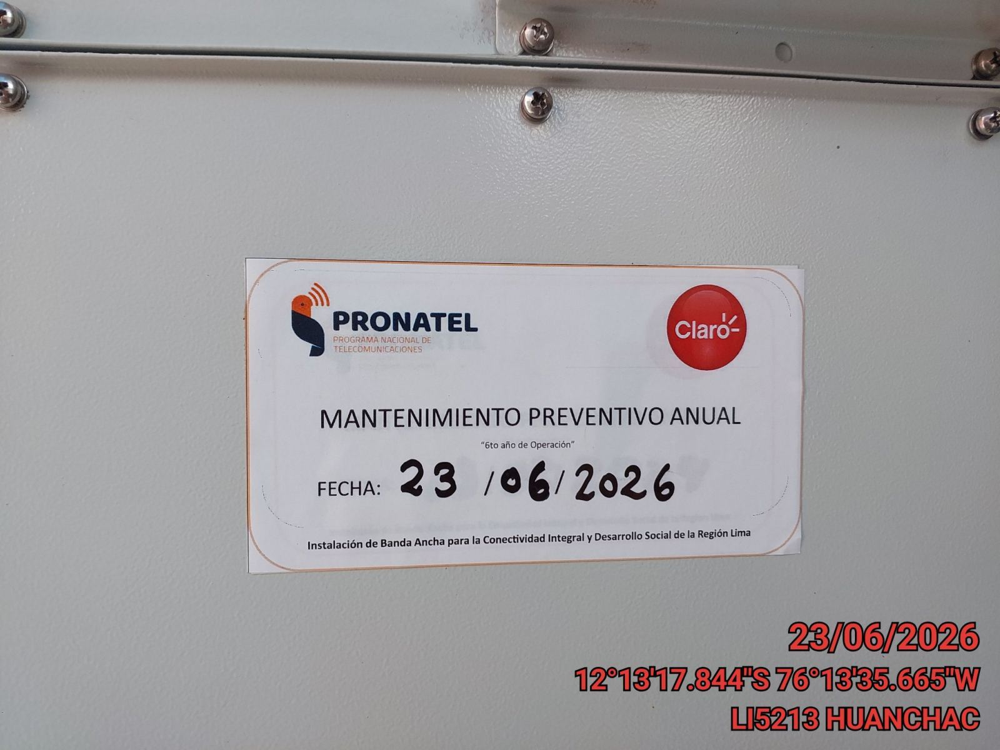 PRONATEL
PROGRAMA NACIONAL DE
TELECOMUNICACIONES
Claro
MANTENIMIENTO PREVENTIVO ANUAL
“6to año de Operación”
FECHA: 23 /06/ 2026
Instalación de Banda Ancha para la Conectividad Integral y Desarrollo Social de la Región Lima
23/06/2026
12°13'17.844"S 76°13'35.665"W
LI5213 HUANCHAC